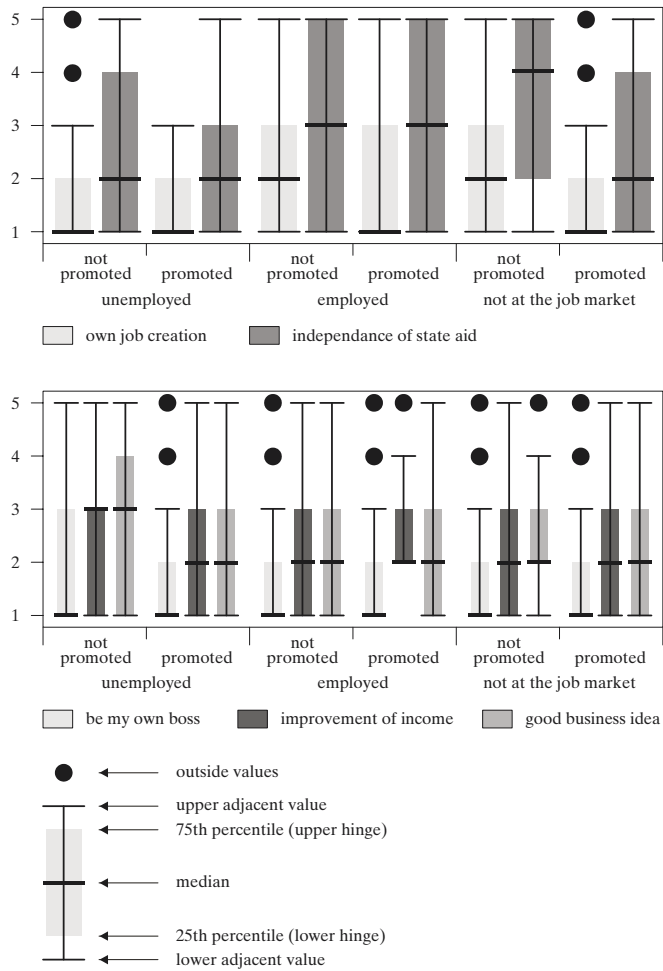 5
4
3
2
1
not promoted promoted not promoted promoted not promoted promoted
unemployed employed not at the job market
own job creation independance of state aid
5
4
3
2
1
not promoted promoted not promoted promoted not promoted promoted
unemployed employed not at the job market
be my own boss improvement of income good business idea
outside values
upper adjacent value
75th percentile (upper hinge)
median
25th percentile (lower hinge)
lower adjacent value